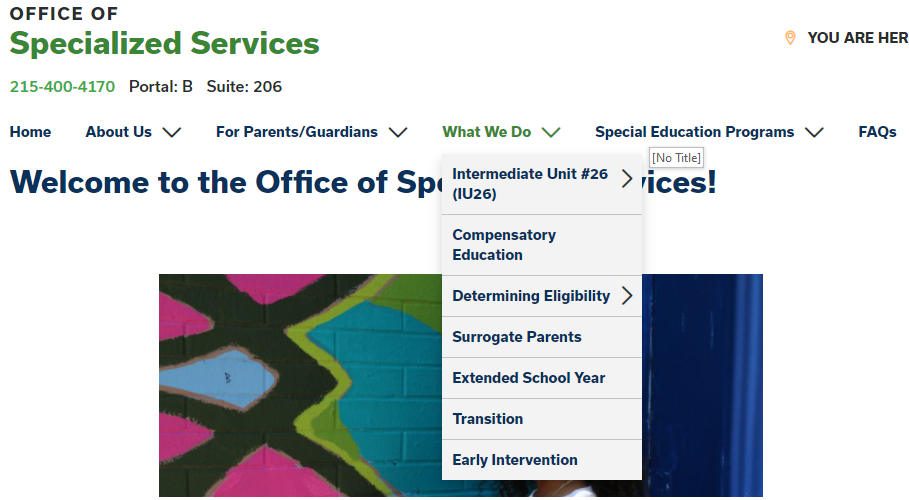 OFFICE OF
Specialized Services
YOU ARE HER
215-400-4170 Portal: B Suite: 206
Home About Us For Parents/Guardians What We Do Special Education Programs FAQs
[No Title]
Welcome to the Office of Spe ices!
Intermediate Unit #26
(IU26)
Compensatory
Education
Determining Eligibility
Surrogate Parents
Extended School Year
Transition
Early Intervention